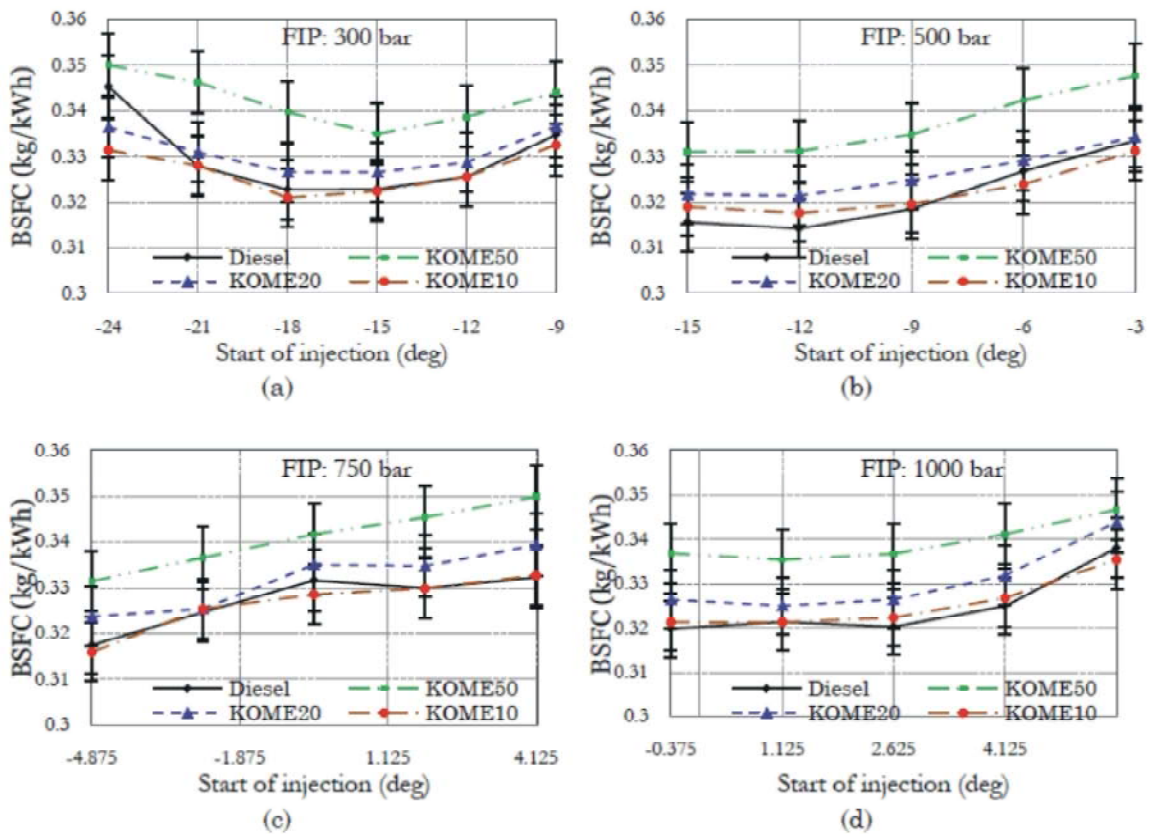 FIP: 300 bar
BSFC (kg/kWh)
0.36
0.35
0.34
0.33
0.32
0.31
0.3
Diesel
KOME50
KOME20
KOME10
-24 -21 -18 -15 -12 -9
Start of injection (deg)
(a)
FIP: 500 bar
BSFC (kg/kWh)
0.36
0.35
0.34
0.33
0.32
0.31
0.3
Diesel
KOME50
KOME20
KOME10
-15 -12 -9 -6 -3
Start of injection (deg)
(b)
FIP: 750 bar
BSFC (kg/kWh)
0.36
0.35
0.34
0.33
0.32
0.31
0.3
Diesel
KOME50
KOME20
KOME10
-4.875 -1.875 1.125 4.125
Start of injection (deg)
(c)
FIP: 1000 bar
BSFC (kg/kWh)
0.36
0.35
0.34
0.33
0.32
0.31
0.3
Diesel
KOME50
KOME20
KOME10
-0.375 1.125 2.625 4.125
Start of injection (deg)
(d)